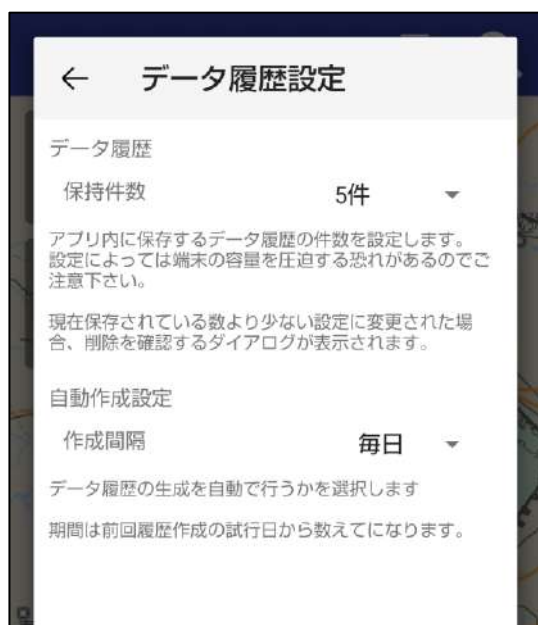 ← データ履歴設定
データ履歴
保持件数 5件
アプリ内に保存するデータ履歴の件数を設定します。
設定によっては端末の容量を圧迫する恐れがあるのでご
注意下さい。
現在保存されている数より少ない設定に変更された場
合、削除を確認するダイアログが表示されます。
自動作成設定
作成間隔 毎日
データ履歴の生成を自動で行うかを選択します
期間は前回履歴作成の試行日から数えてになります。